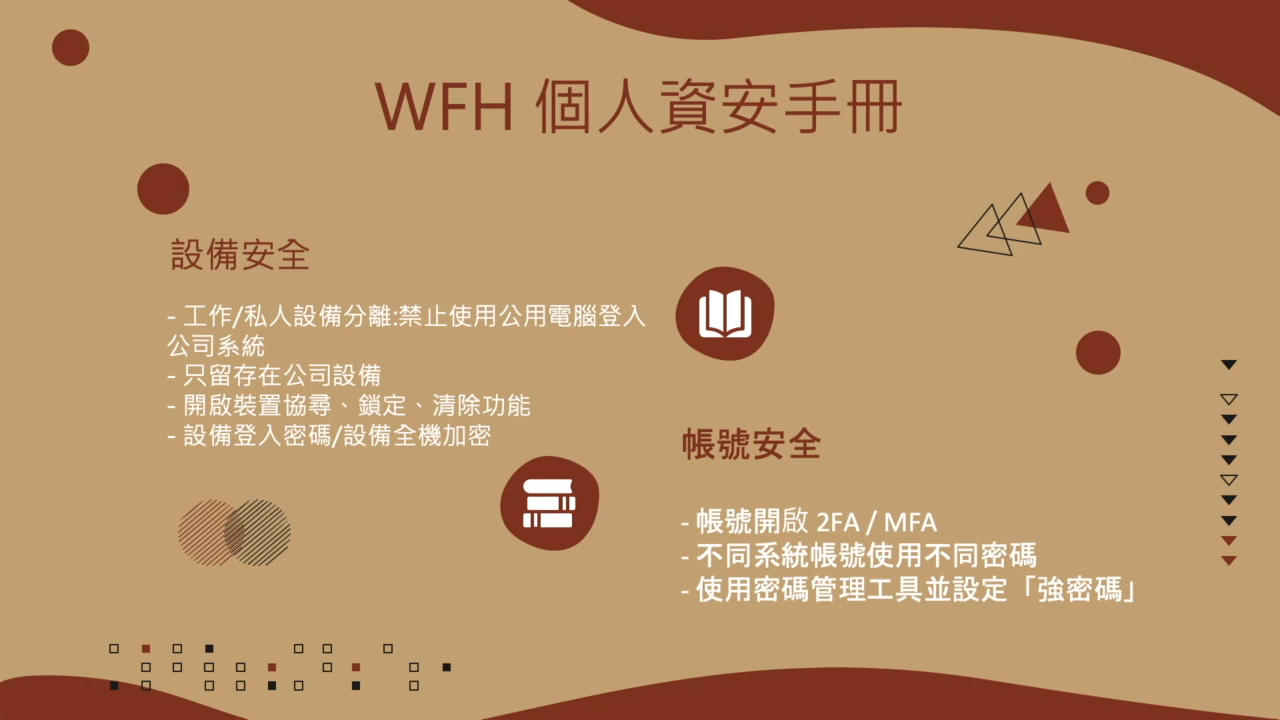 WFH 個人資安手冊
設備安全
- 工作/私人設備分離:禁止使用公用電腦登入
公司系統
- 只留存在公司設備
- 開啟裝置協尋、鎖定、清除功能
- 設備登入密碼/設備全機加密
帳號安全
- 帳號開啟 2FA / MFA
- 不同系統帳號使用不同密碼
- 使用密碼管理工具並設定「強密碼」